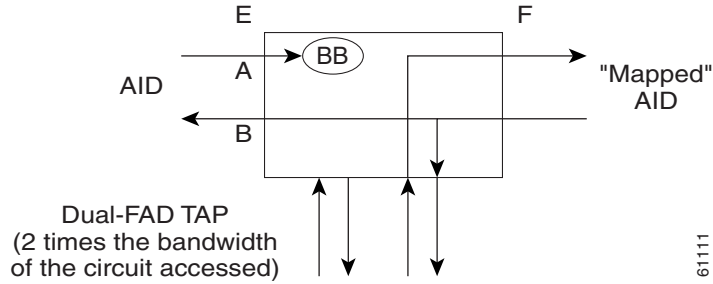 E
F
BB
A
AID
"Mapped"
AID
B
Dual-FAD TAP
(2 times the bandwidth
of the circuit accessed)
61111